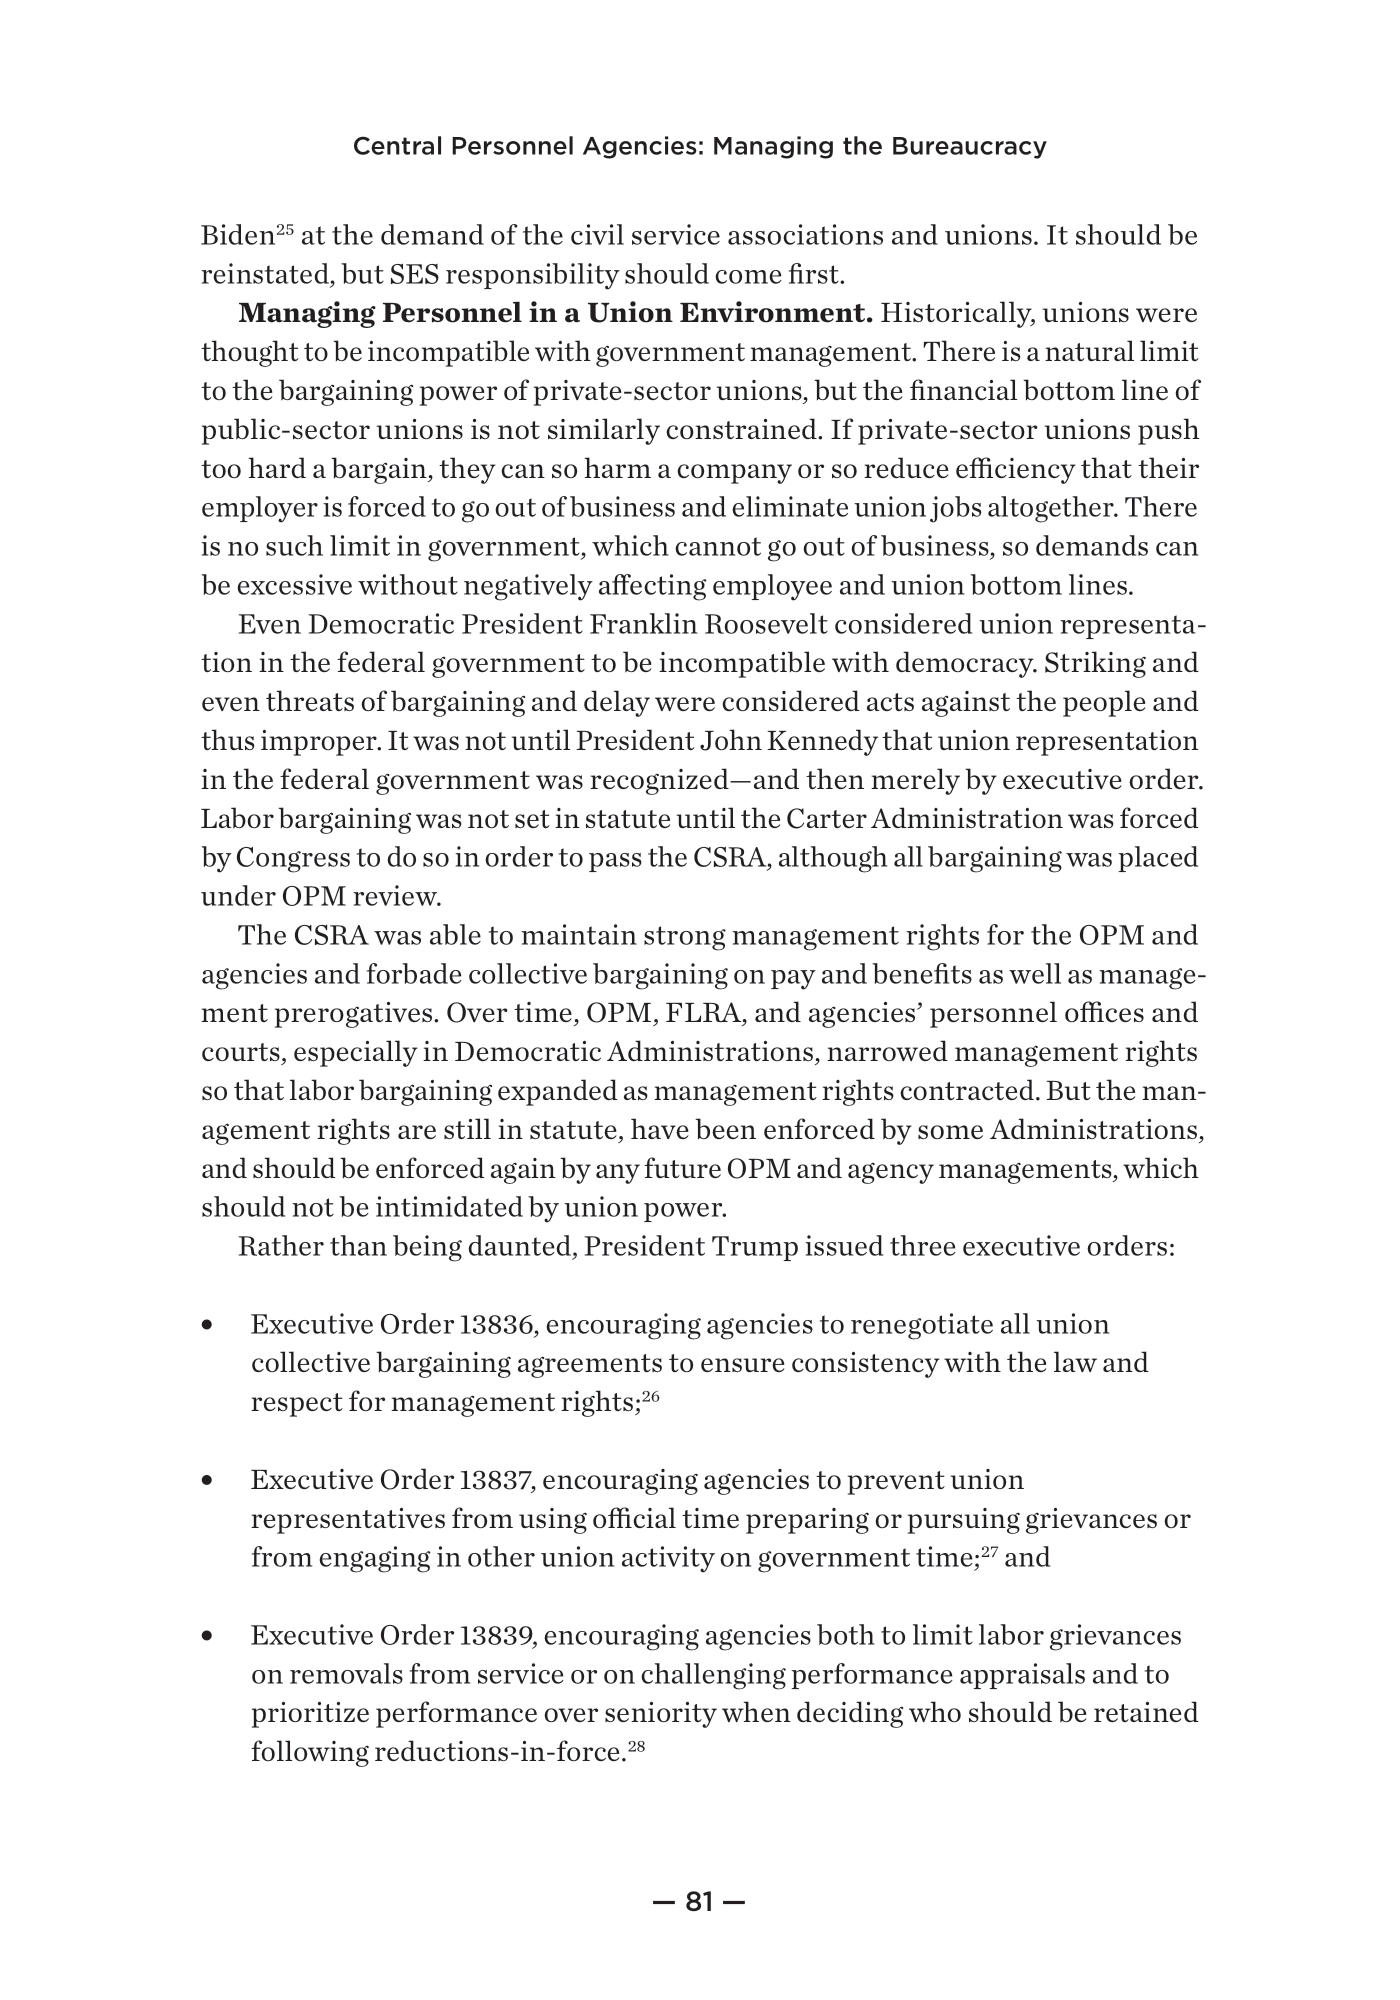 Central Personnel Agencies: Managing the Bureaucracy
Biden25 at the demand of the civil service associations and unions. It should be
reinstated, but SES responsibility should come first.
Managing Personnel in a Union Environment. Historically, unions were
thought to be incompatible with government management. There is a natural limit
to the bargaining power of private-sector unions, but the financial bottom line of
public-sector unions is not similarly constrained. If private-sector unions push
too hard a bargain, they can so harm a company or so reduce efficiency that their
employer is forced to go out of business and eliminate union jobs altogether. There
is no such limit in government, which cannot go out of business, so demands can
be excessive without negatively affecting employee and union bottom lines.
Even Democratic President Franklin Roosevelt considered union representa-
tion in the federal government to be incompatible with democracy. Striking and
even threats of bargaining and delay were considered acts against the people and
thus improper. It was not until President John Kennedy that union representation
in the federal government was recognized—and then merely by executive order.
Labor bargaining was not set in statute until the Carter Administration was forced
by Congress to do so in order to pass the CSRA, although all bargaining was placed
under OPM review.
The CSRA was able to maintain strong management rights for the OPM and
agencies and forbade collective bargaining on pay and benefits as well as manage-
ment prerogatives. Over time, OPM, FLRA, and agencies’ personnel offices and
courts, especially in Democratic Administrations, narrowed management rights
so that labor bargaining expanded as management rights contracted. But the man-
agement rights are still in statute, have been enforced by some Administrations,
and should be enforced again by any future OPM and agency managements, which
should not be intimidated by union power.
Rather than being daunted, President Trump issued three executive orders:
• Executive Order 13836, encouraging agencies to renegotiate all union
collective bargaining agreements to ensure consistency with the law and
respect for management rights;26
• Executive Order 13837, encouraging agencies to prevent union
representatives from using official time preparing or pursuing grievances or
from engaging in other union activity on government time;27 and
• Executive Order 13839, encouraging agencies both to limit labor grievances
on removals from service or on challenging performance appraisals and to
prioritize performance over seniority when deciding who should be retained
following reductions-in-force.28
— 81 —